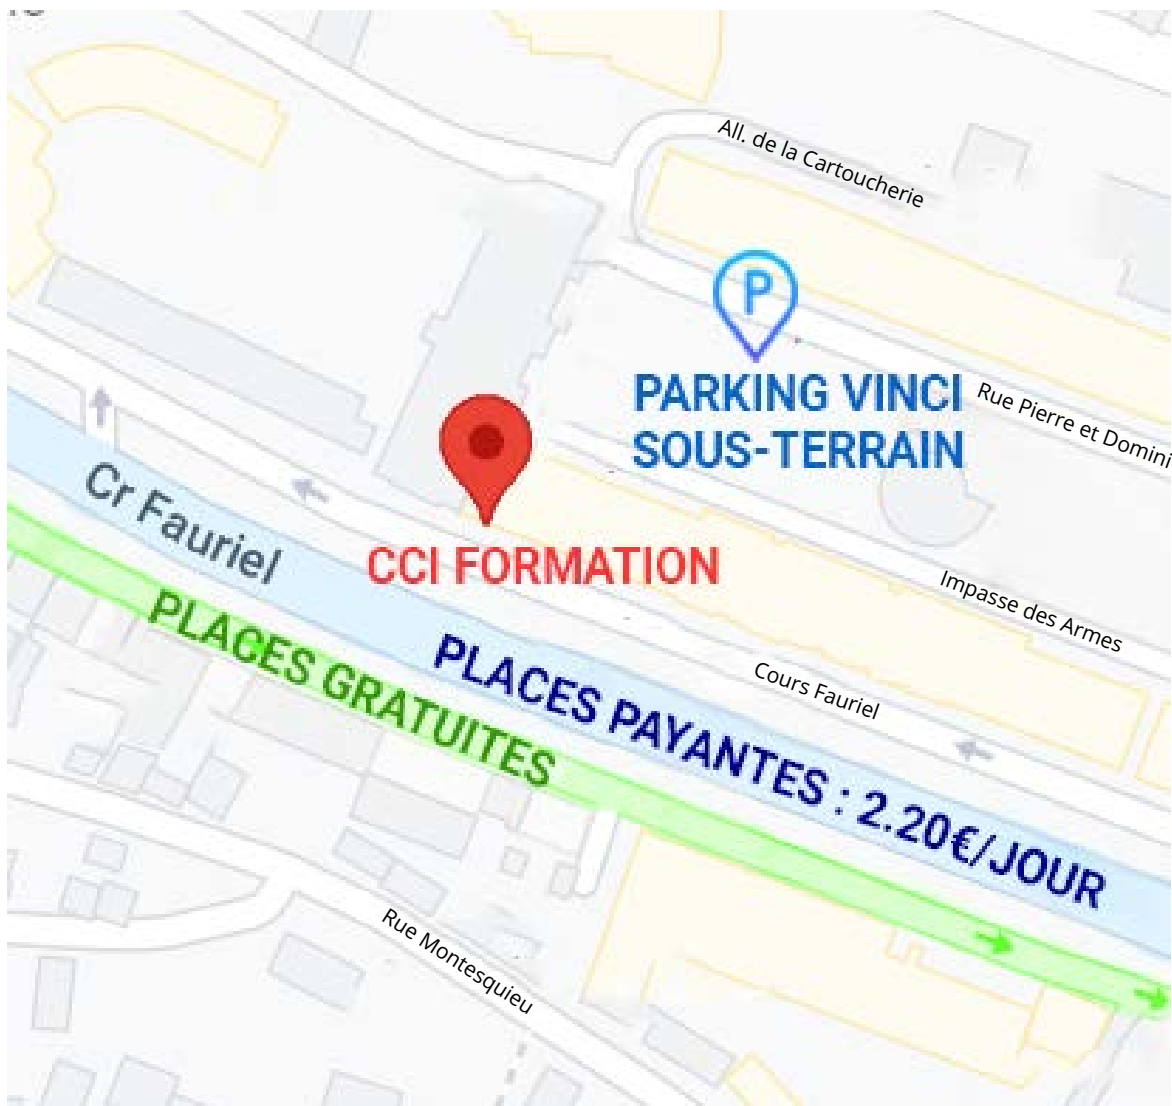 All. de la Cartoucherie
P
PARKING VINCI
SOUS-TERRAIN
Rue Pierre et Domini
Cr Fauriel
CCI FORMATION
Impasse des Armes
PLACES GRATUITES
PLACES PAYANTES : 2.20€/JOUR
Cours Fauriel
Rue Montesquieu